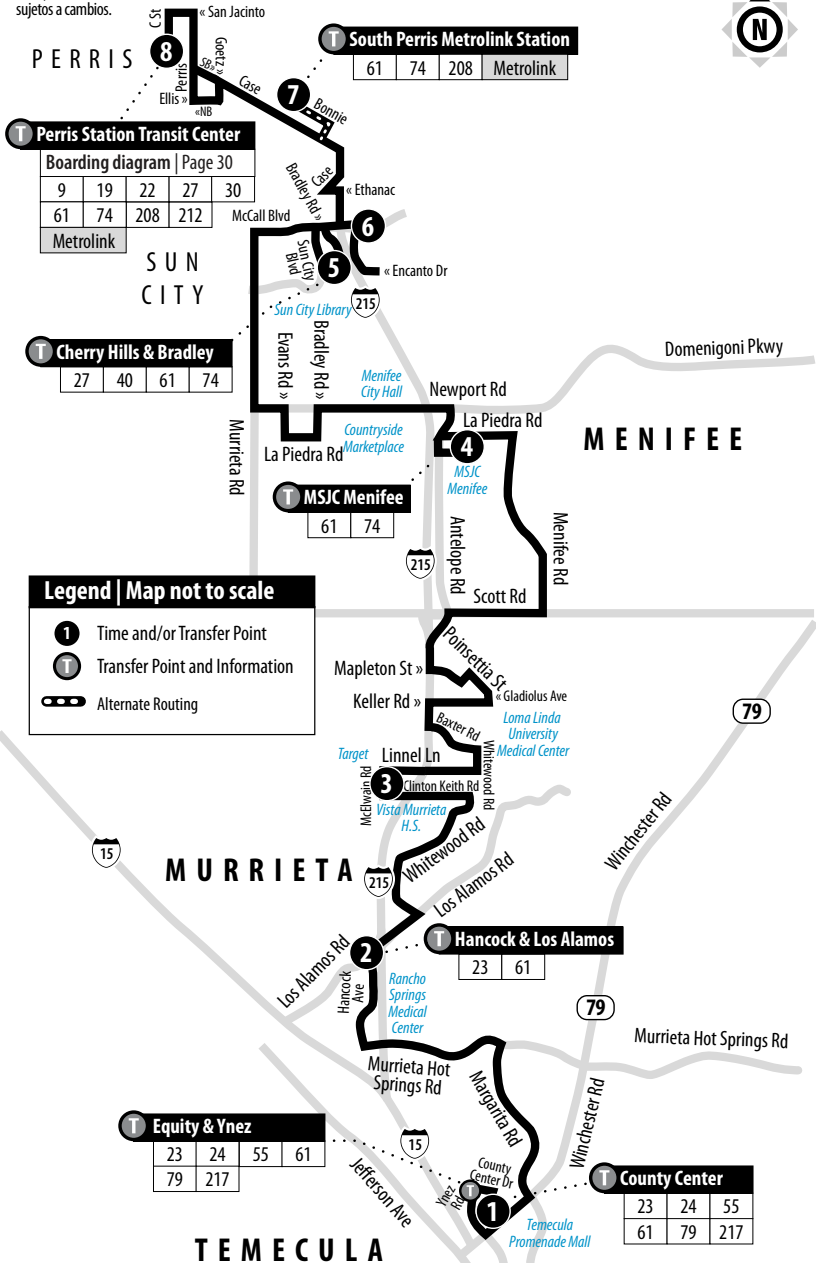 sujetos a cambios.
C St
« San Jacinto
N
8
PERRIS
Goetz »
SB»
Perris
Case
Ellis »
«NB
7
Bonnie
T South Perris Metrolink Station
61 74 208 Metrolink
T Perris Station Transit Center
Boarding diagram | Page 30
9 19 22 27 30
61 74 208 212
Metrolink
Case
Bradley Rd »
« Ethanac
McCall Blvd
6
SUN
CITY
Sun City
Blvd
5
« Encanto Dr
215
Sun City Library
T Cherry Hills & Bradley
27 40 61 74
Evans Rd »
Bradley Rd »
Domenigoni Pkwy
Menifee
City Hall
Newport Rd
La Piedra Rd
MENIFEE
Murrieta Rd
La Piedra Rd
Countryside
Marketplace
4
MSJC
Menifee
T MSJC Menifee
61 74
Antelope Rd
Menifee Rd
215
Scott Rd
Legend | Map not to scale
1 Time and/or Transfer Point
T Transfer Point and Information
Alternate Routing
Poinsettia St
Mapleton St »
Keller Rd »
« Gladiolus Ave
79
Baxter Rd
Loma Linda
University
Medical Center
Target
Linnel Ln
Whitewood Rd
McElwain Rd
3
Clinton Keith Rd
Vista Murrieta
H.S.
Winchester Rd
15
MURRIETA
215
Whitewood Rd
Los Alamos Rd
2
T Hancock & Los Alamos
23 61
Los Alamos Rd
Hancock
Ave
Rancho
Springs
Medical
Center
79
Murrieta Hot Springs Rd
Murrieta Hot
Springs Rd
Margarita Rd
Winchester Rd
T Equity & Ynez
23 24 55 61
79 217
15
Jefferson Ave
County
Center Dr
T
Ynez
Rd
1
T County Center
23 24 55
61 79 217
Temecula
Promenade Mall
TEMECULA